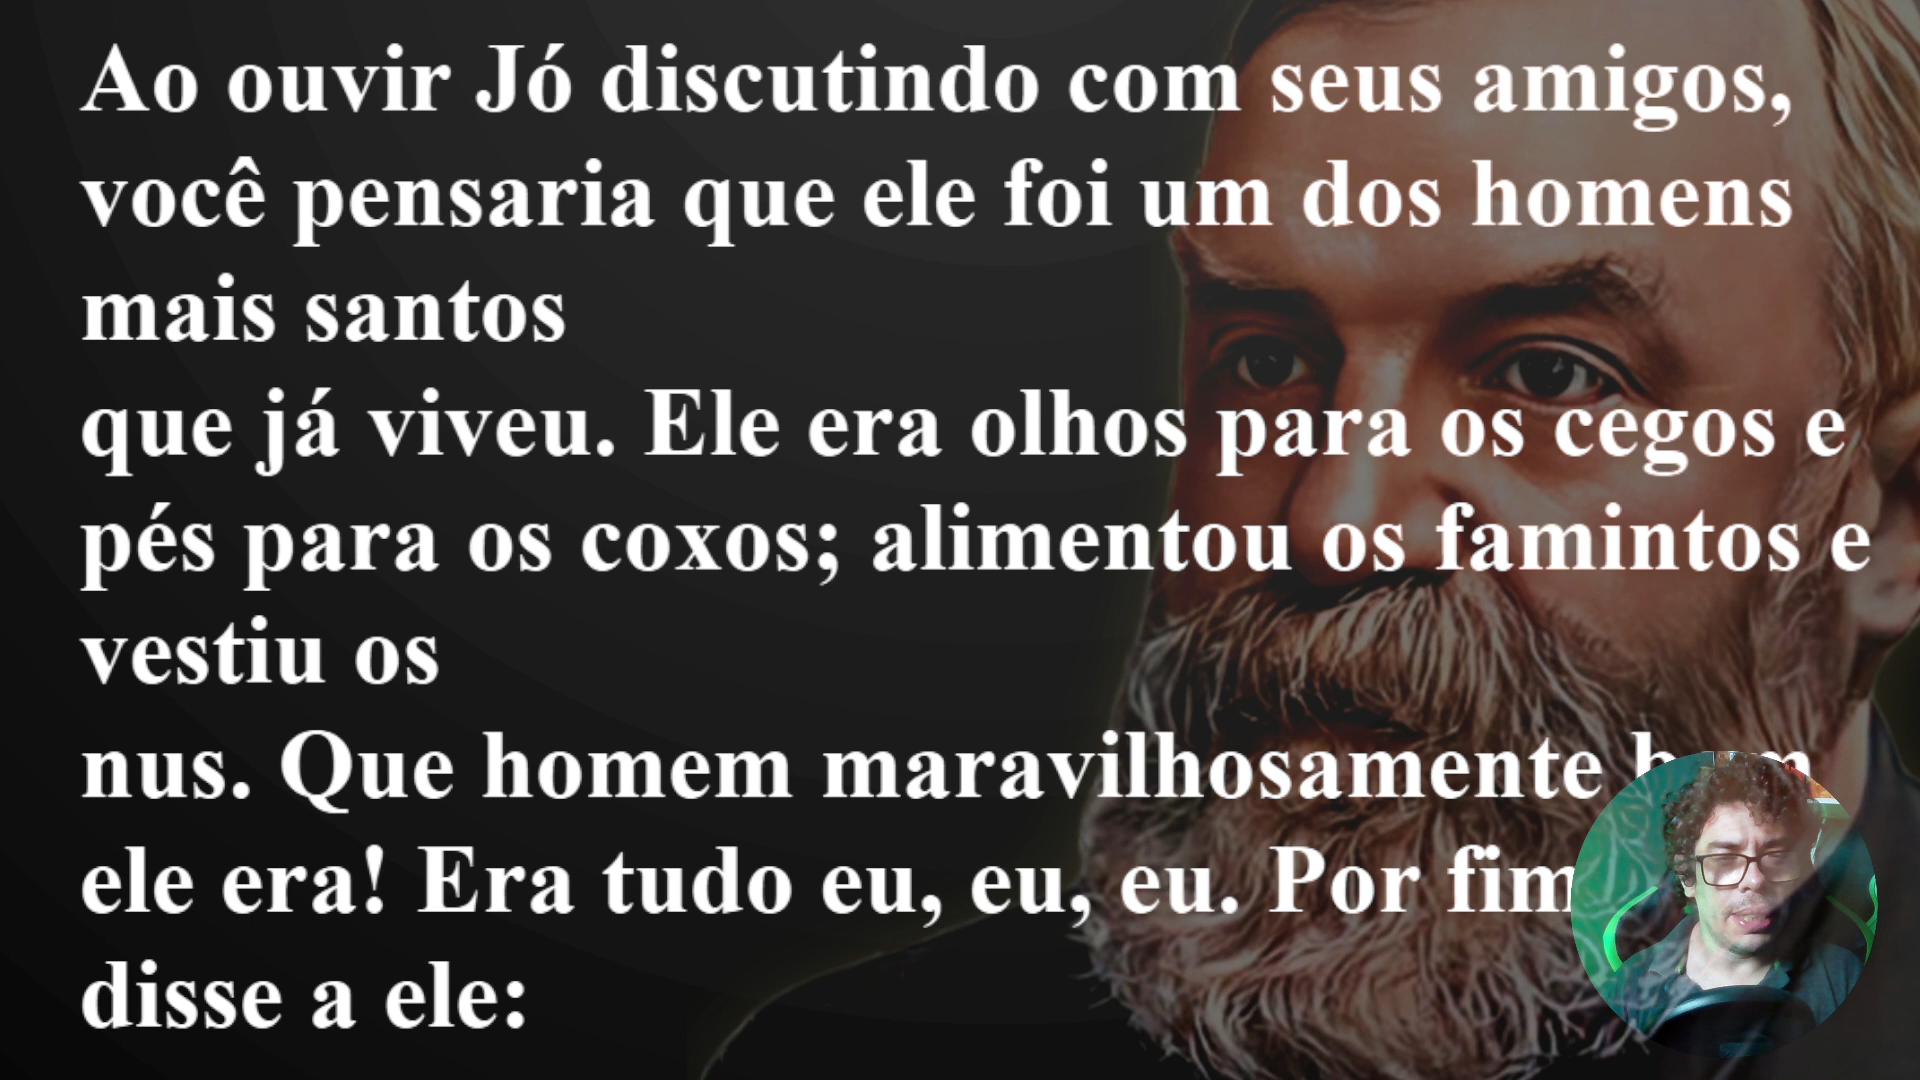 Ao ouvir Jó discutindo com seus amigos,
você pensaria que ele foi um dos homens
mais santos
que já viveu. Ele era olhos para os cegos e
pés para os coxos; alimentou os famintos e
vestiu os
nus. Que homem maravilhosamente
ele era! Era tudo eu, eu, eu. Por fim
disse a ele: